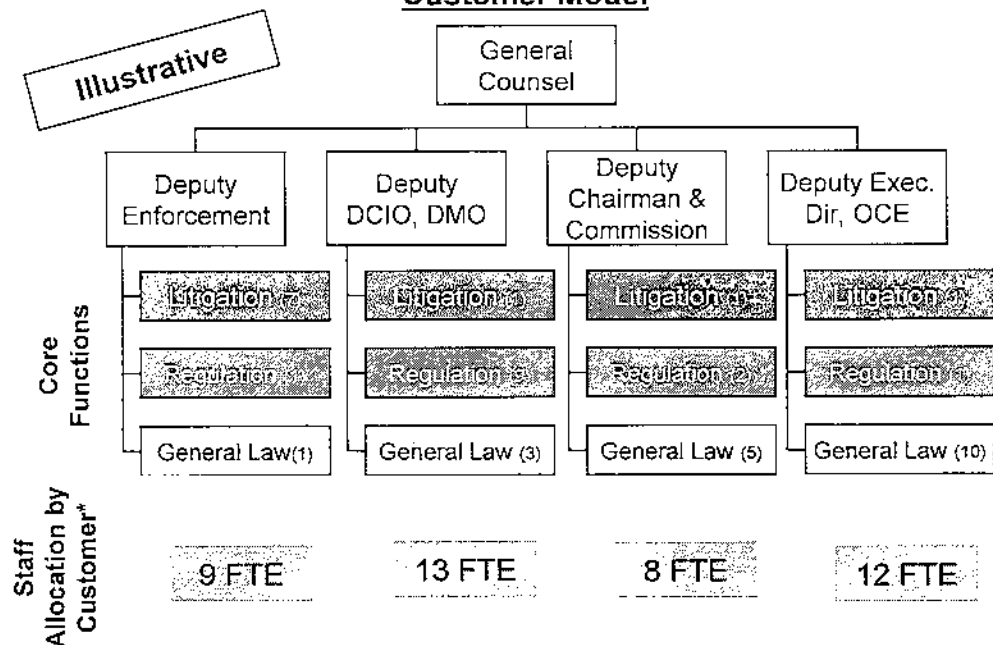 Customer Model
Illustrative
General
Counsel
Deputy
Enforcement
Deputy
DCIO, DMO
Deputy
Chairman &
Commission
Deputy Exec.
Dir, OCE
Core
Functions
Litigation (7)
Litigation
Litigation
Litigation
Regulation
Regulation
Regulation (2)
Regulation
General Law(1)
General Law (3)
General Law (5)
General Law (10)
Staff
Allocation by
Customer*
9 FTE
13 FTE
8 FTE
12 FTE